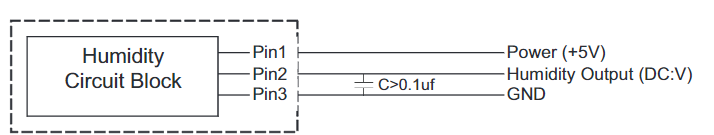 Humidity
Circuit Block
Pin1
Pin2
Pin3
C>0.1uf
Power (+5V)
Humidity Output (DC:V)
GND